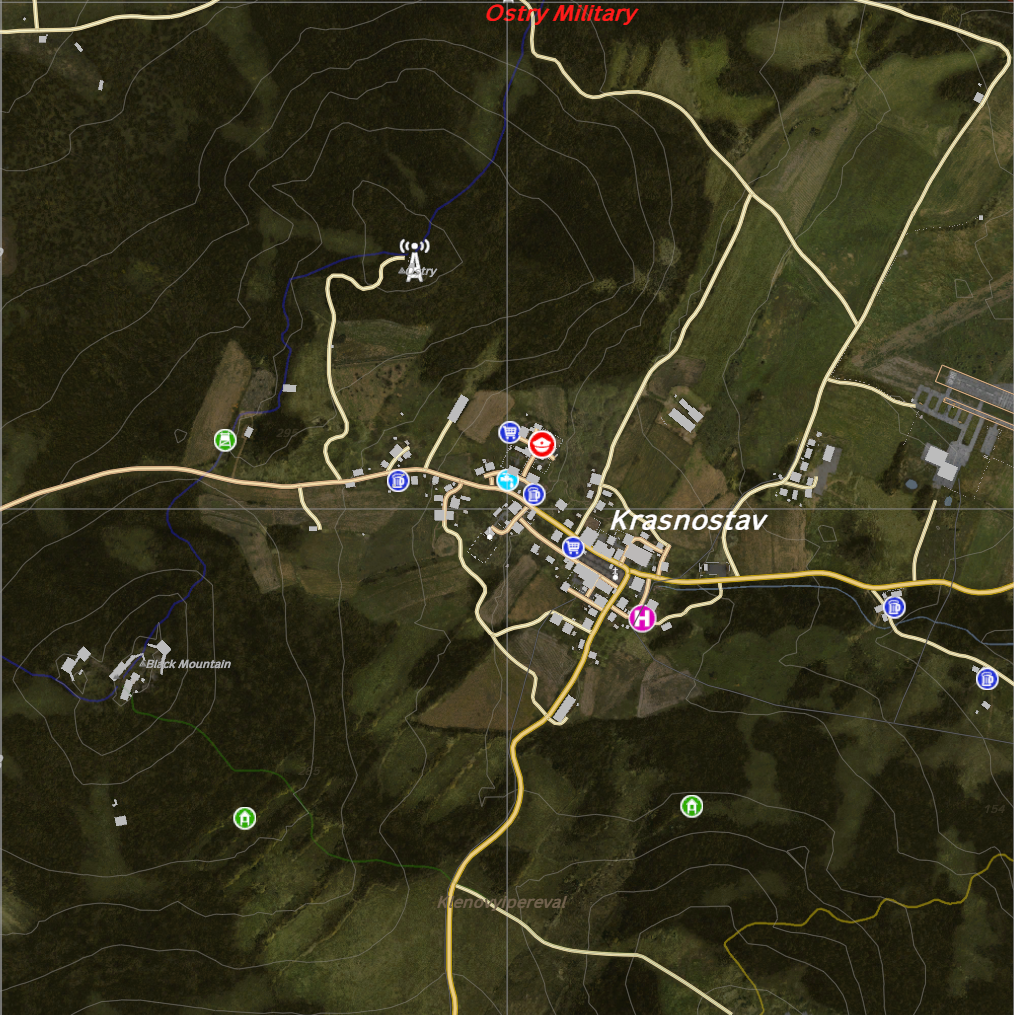 Ostry Military
Ostry
Krasnostav
Black Mountain
Klenovyipereval